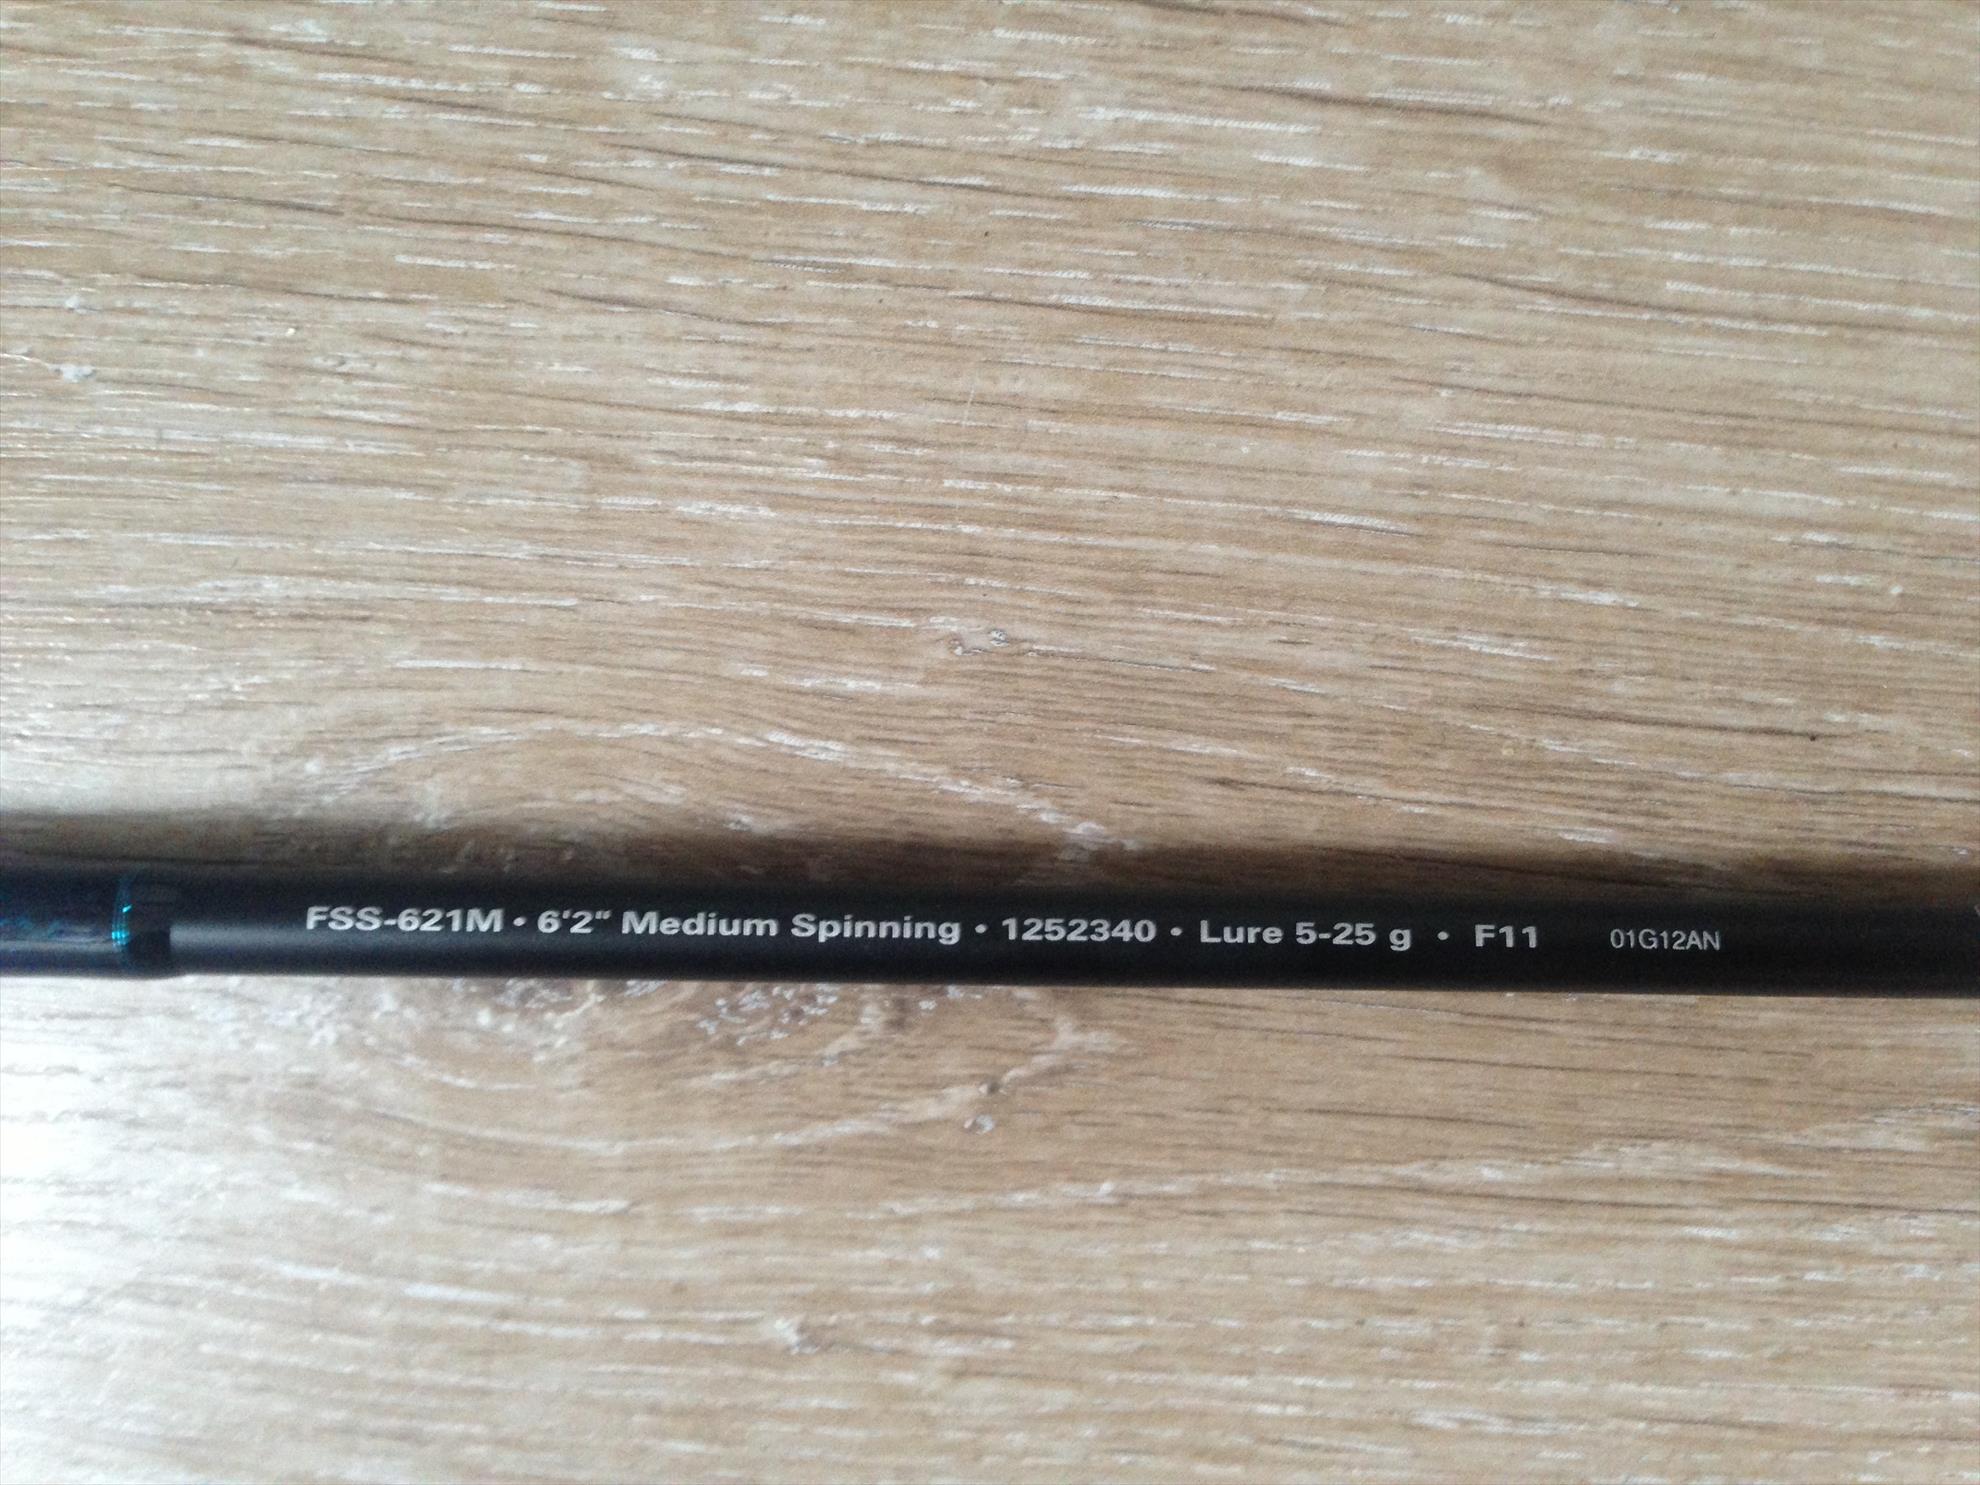 FSS-621M • 6'2" Medium Spinning • 1252340 • Lure 5-25 g • F11 01G12AN